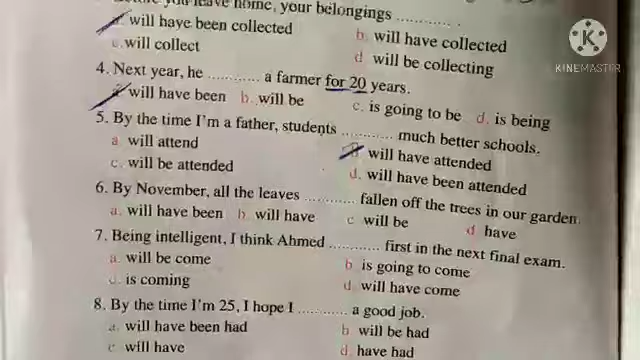 you leave home, your belongings ............ .
a. will have been collected b. will have collected
c. will collect d. will be collecting
4. Next year, he ............ a farmer for 20 years.
a. will have been b. will be c. is going to be d. is being
5. By the time I'm a father, students ............ much better schools.
a. will attend b. will have attended
c. will be attended d. will have been attended
6. By November, all the leaves ............ fallen off the trees in our garden.
a. will have been b. will have c. will be d. have
7. Being intelligent, I think Ahmed ............ first in the next final exam.
a. will be come b. is going to come
c. is coming d. will have come
8. By the time I'm 25, I hope I ............ a good job.
a. will have been had b. will be had
c. will have d. have had
K
KINEMASTER